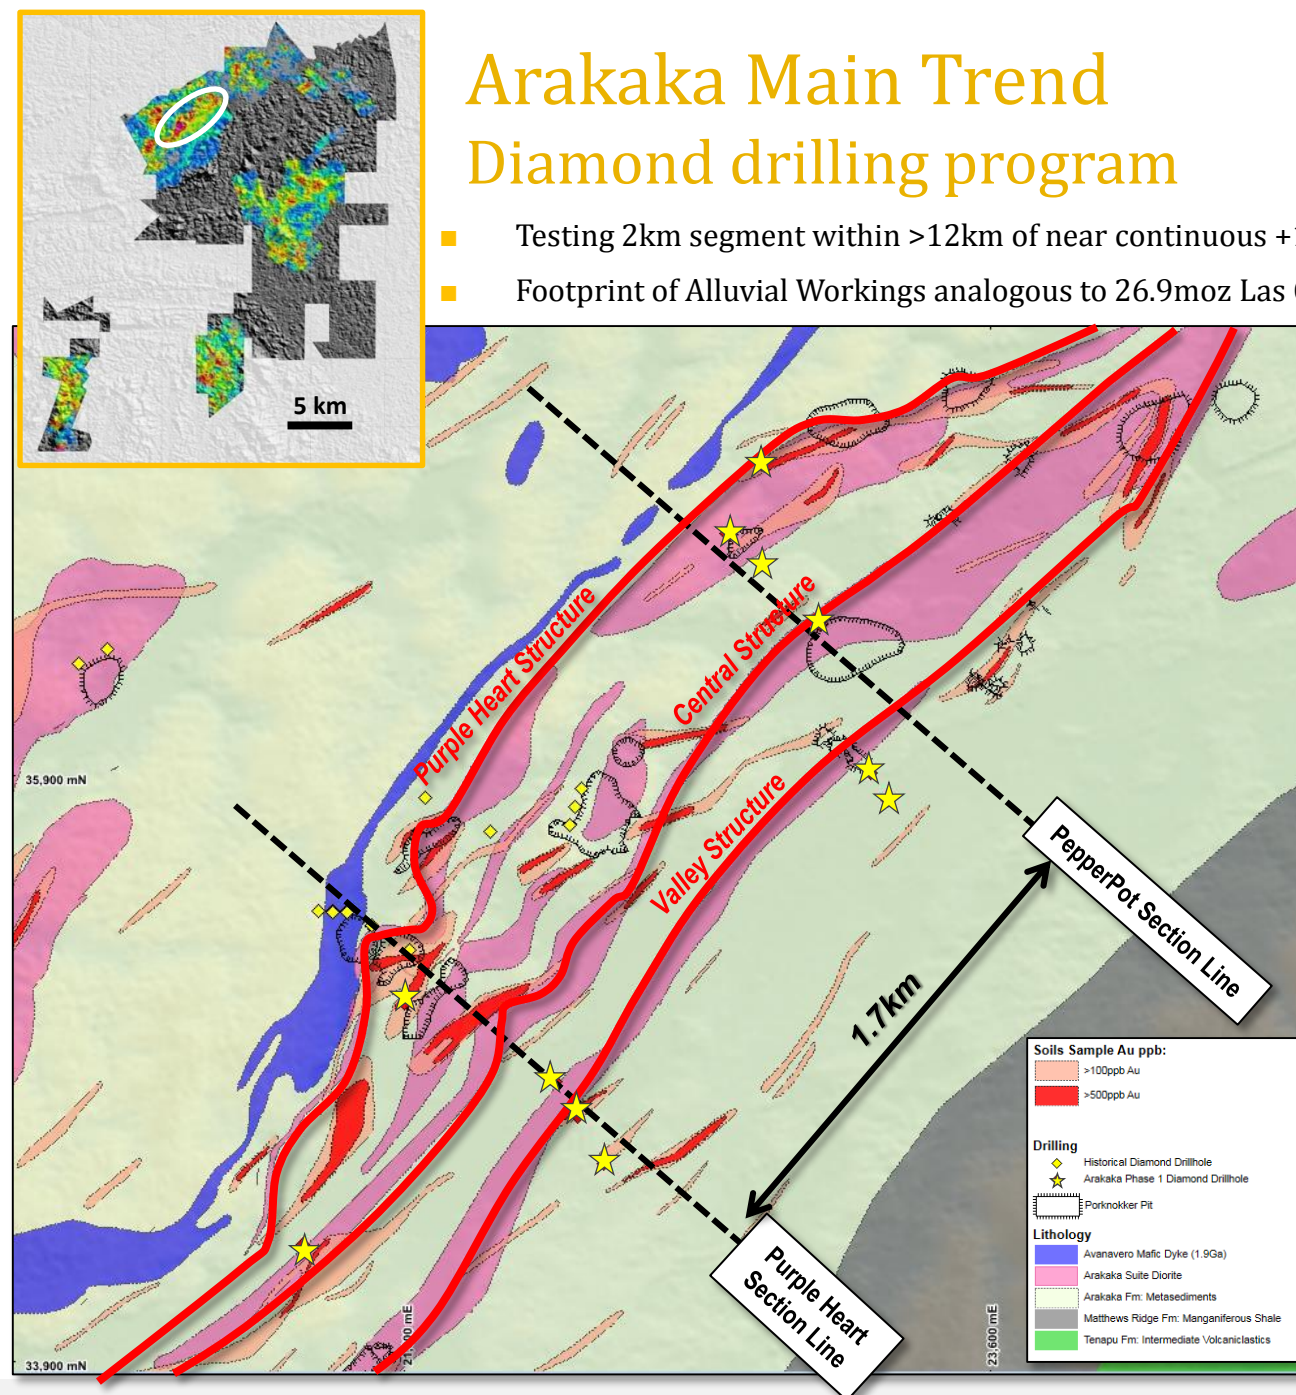 Arakaka Main Trend
Diamond drilling program
■ Testing 2km segment within >12km of near continuous
■ Footprint of Alluvial Workings analogous to 26.9moz Las
5 km
Purple Heart Structure
Central Structure
Valley Structure
35,900 mN
33,900 mN
23,600 mE
1.7km
PepperPot Section Line
Purple Heart
Section Line
Soils Sample Au ppb:
>100ppb Au
>500ppb Au
Drilling
Historical Diamond Drillhole
Arakaka Phase 1 Diamond Drillhole
Porknokker Pit
Lithology
Avanavero Mafic Dyke (1.9Ga)
Arakaka Suite Diorite
Arakaka Fm: Metasediments
Matthews Ridge Fm: Manganiferous Shale
Tenapu Fm: Intermediate Volcaniclastics